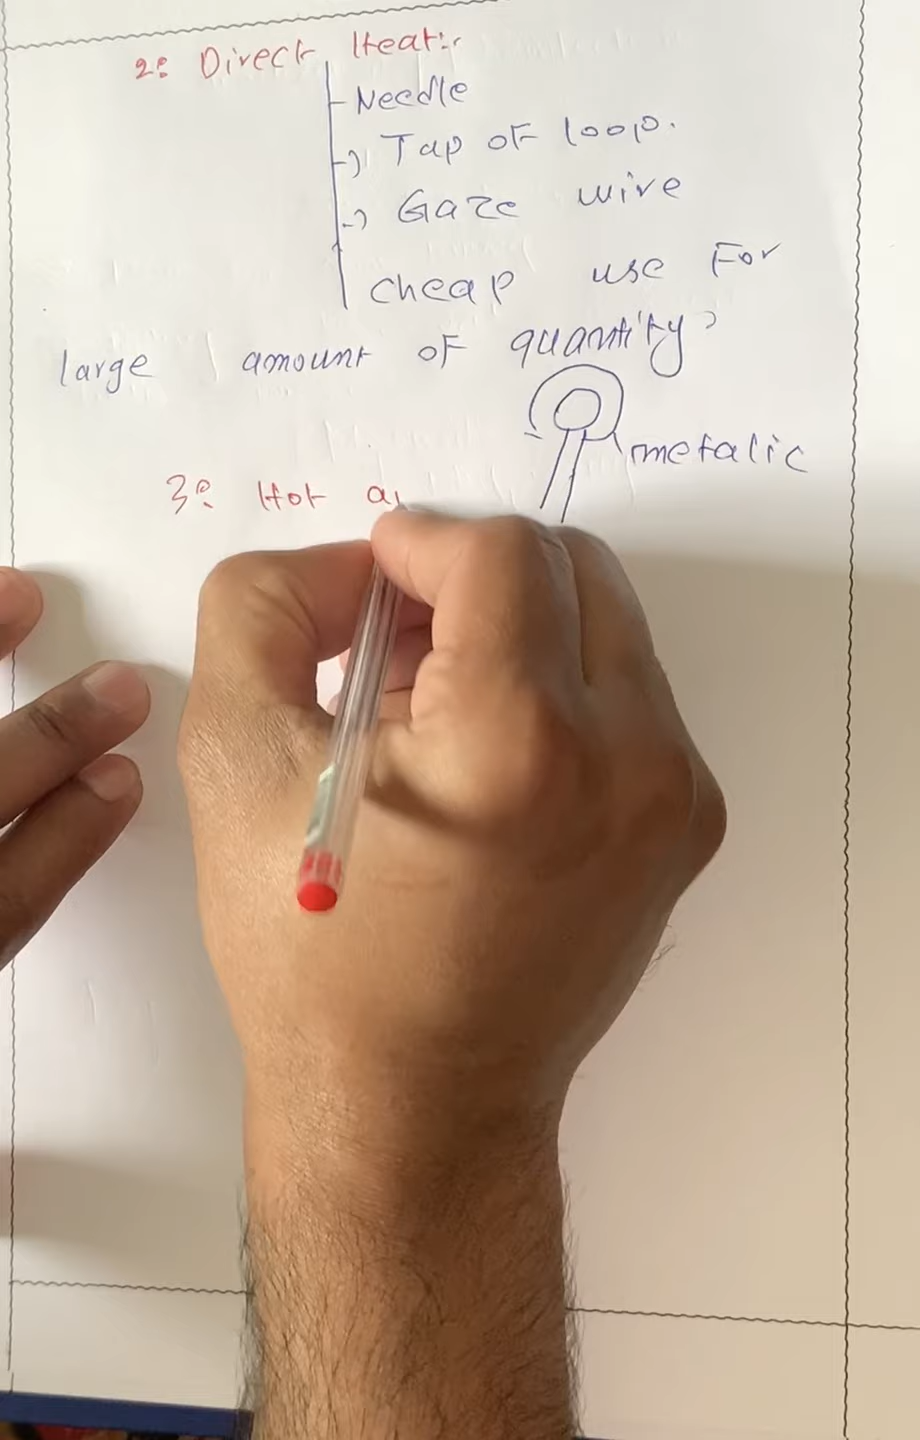 2: Direct Heat:
Needle
Tap of loop.
Gaze wire
cheap use For
large amount of quantity
metalic
3: Hot